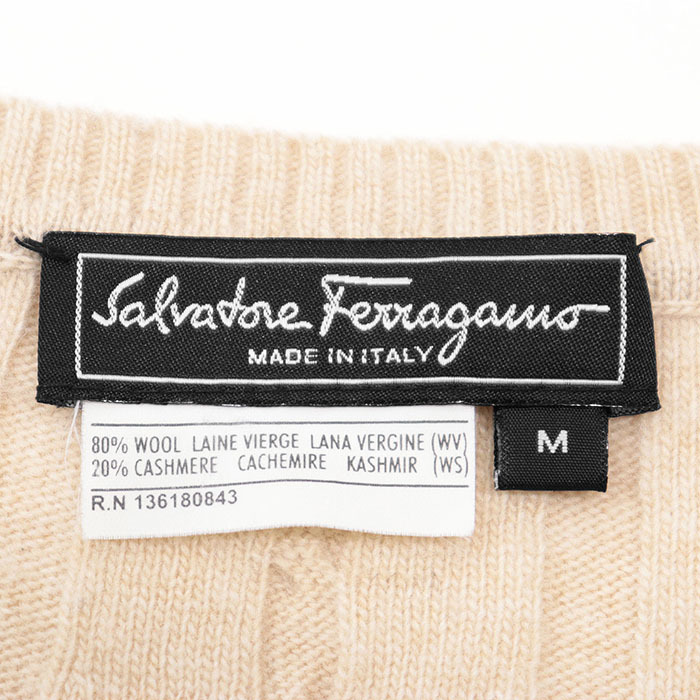 Salvatore Ferragamo
MADE IN ITALY
80% WOOL LAINE VIERGE LANA VERGINE (WV)
20% CASHMERE CACHEMIRE KASHMIR (WS)
R.N 136180843
M